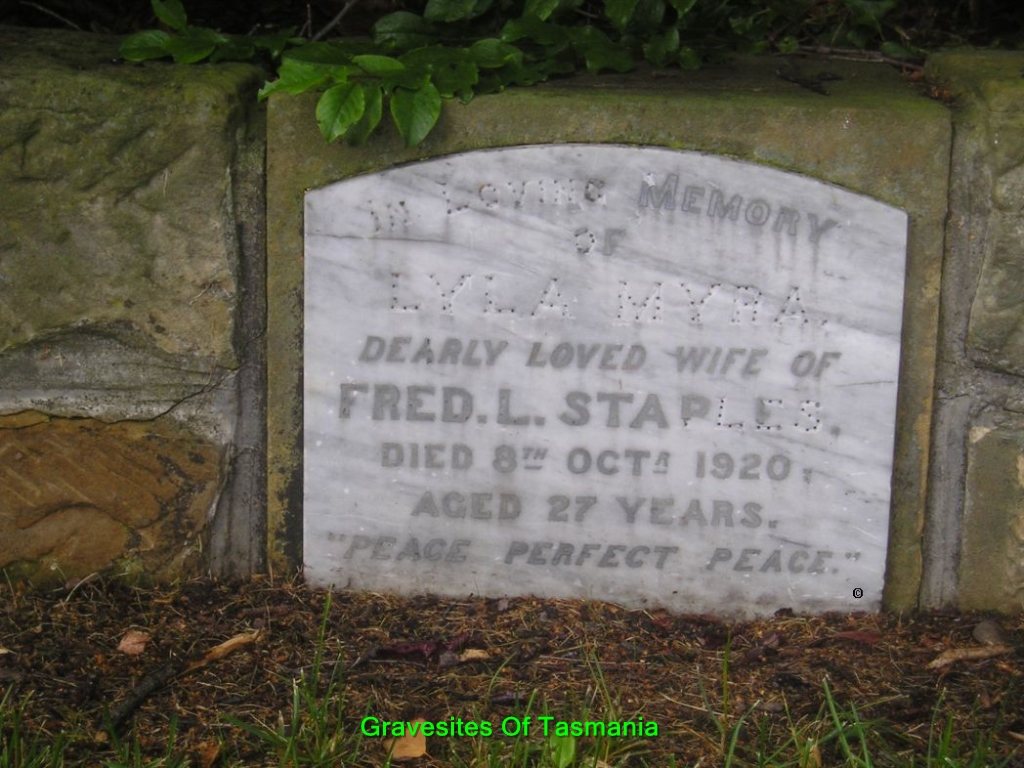 IN LOVING MEMORY
OF
LYLA MYRA,
DEARLY LOVED WIFE OF
FRED. L. STAPLES,
DIED 8TH OCTR 1920,
AGED 27 YEARS.
"PEACE PERFECT PEACE."
©
Gravesites Of Tasmania